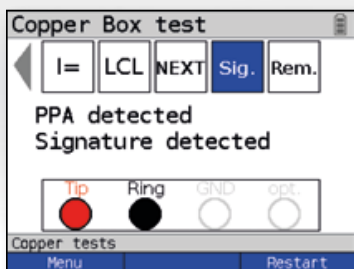 Copper Box test
I= LCL NEXT Sig. Rem.
PPA detected
Signature detected
Tip Ring GND opt.
Copper tests
Menu Restart